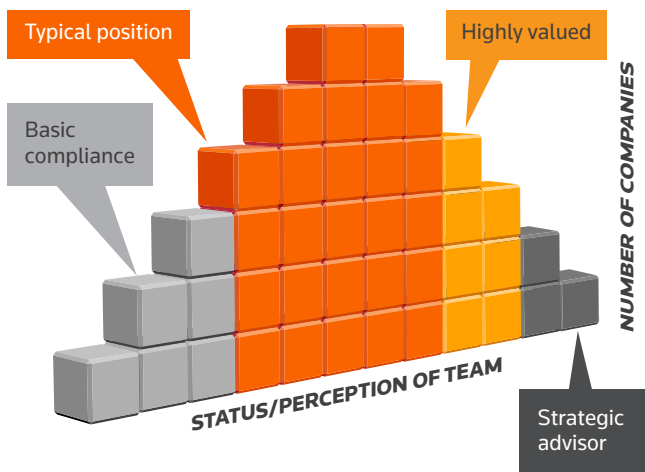 Typical position
Highly valued
Basic
compliance
NUMBER OF COMPANIES
STATUS/PERCEPTION OF TEAM
Strategic
advisor